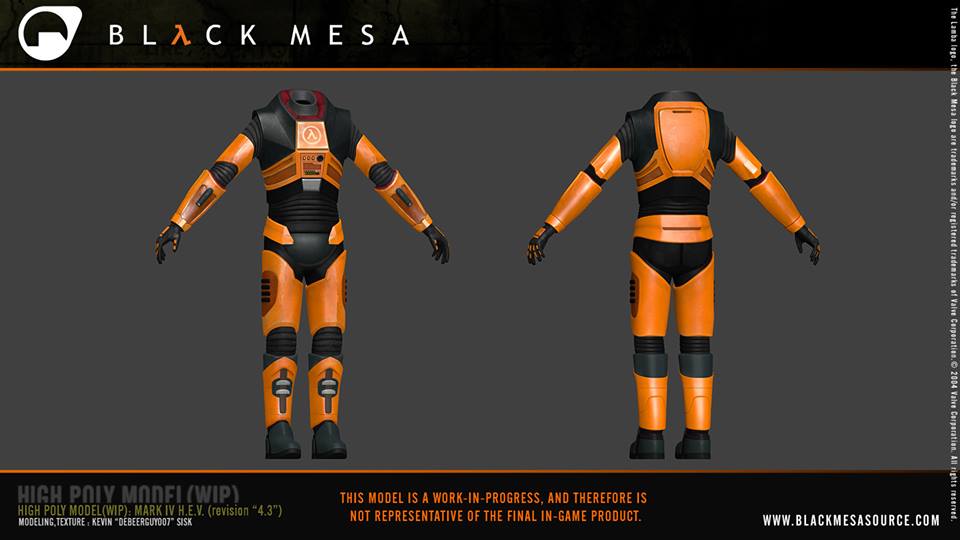 BLλCK MESA
HIGH POLY MODEL(WIP)
HIGH POLY MODEL(WIP): MARK IV H.E.V. (revision "4.3")
MODELING,TEXTURE : KEVIN "DEBEERGUY007" SISK
THIS MODEL IS A WORK-IN-PROGRESS, AND THEREFORE IS
NOT REPRESENTATIVE OF THE FINAL IN-GAME PRODUCT.
WWW.BLACKMESASOURCE.COM
The Lamba logo, the Black Mesa logo are trademarks and/or registered trademarks of Valve Corporation. © 2004 Valve Corporation. All rights reserved.
λ